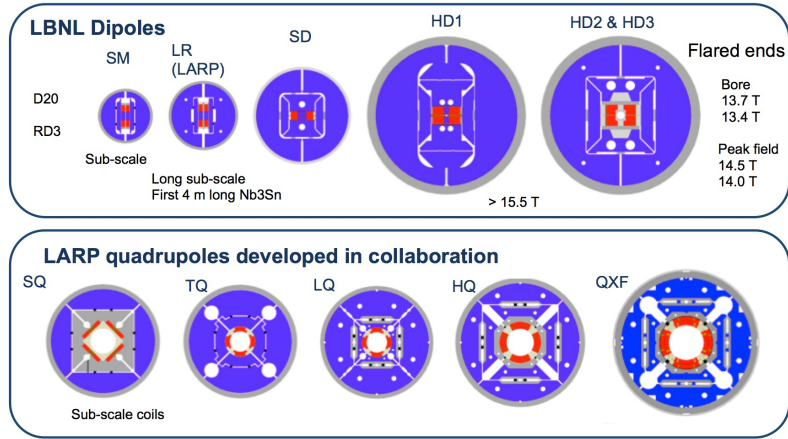 LBNL Dipoles
SM
LR
(LARP)
SD
HD1
HD2 & HD3
Flared ends
D20
RD3
Bore
13.7 T
13.4 T
Peak field
14.5 T
14.0 T
Sub-scale
Long sub-scale
First 4 m long Nb3Sn
> 15.5 T
LARP quadrupoles developed in collaboration
SQ
TQ
LQ
HQ
QXF
Sub-scale coils